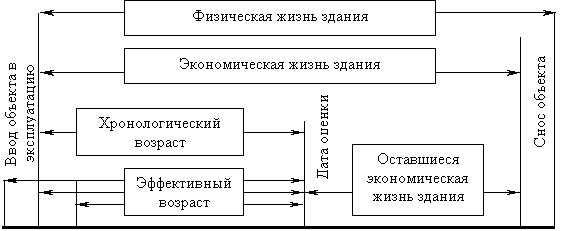 Физическая жизнь здания
Экономическая жизнь здания
Ввод объекта в
эксплуатацию
Хронологический
возраст
Дата оценки
Снос объекта
Эффективный
возраст
Оставшиеся
экономическая
жизнь здания